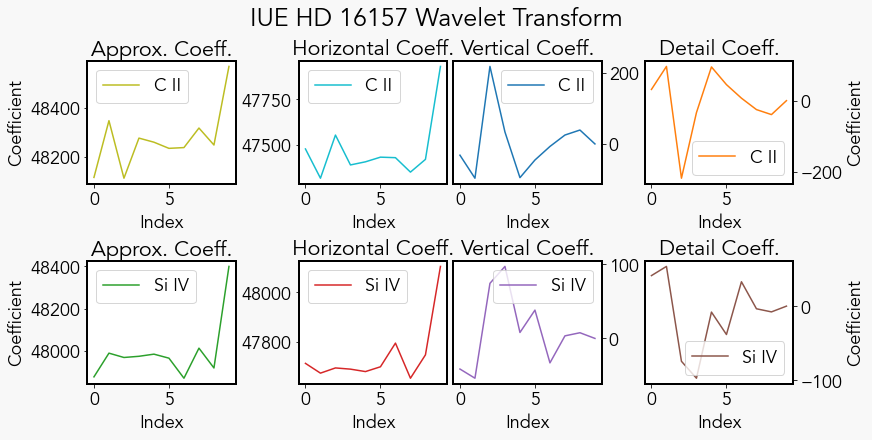 IUE HD 16157 Wavelet Transform
Approx. Coeff. Horizontal Coeff. Vertical Coeff. Detail Coeff.
C II C II C II C II
Coefficient 48400 48200 47750 47500 200 0 0 −200 Coefficient
0 5 0 5 0 5 0 5
Index Index Index Index
Approx. Coeff. Horizontal Coeff. Vertical Coeff. Detail Coeff.
Si IV Si IV Si IV Si IV
Coefficient 48400 48200 48000 48000 47800 100 0 0 −100 Coefficient
0 5 0 5 0 5 0 5
Index Index Index Index